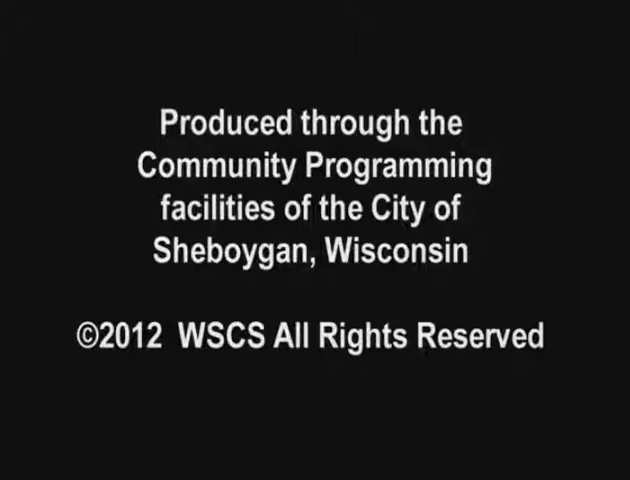 Produced through the
Community Programming
facilities of the City of
Sheboygan, Wisconsin
©2012 WSCS All Rights Reserved